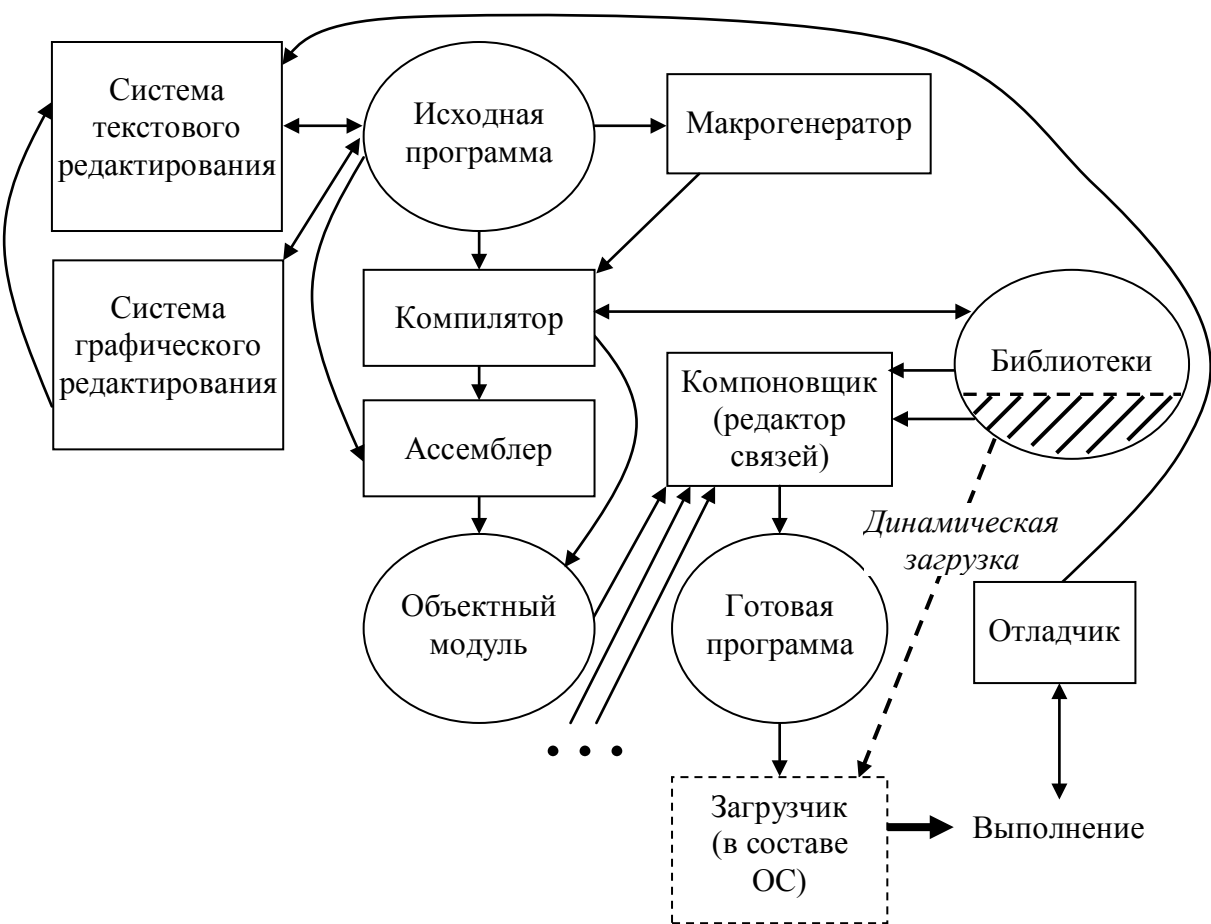 Система
текстового
редактирования
Исходная
программа
Макрогенератор
Система
графического
редактирования
Компилятор
Библиотеки
Компоновщик
(редактор
связей)
Ассемблер
Динамическая
загрузка
Объектный
модуль
Готовая
программа
Отладчик
Загрузчик
(в составе
ОС)
Выполнение